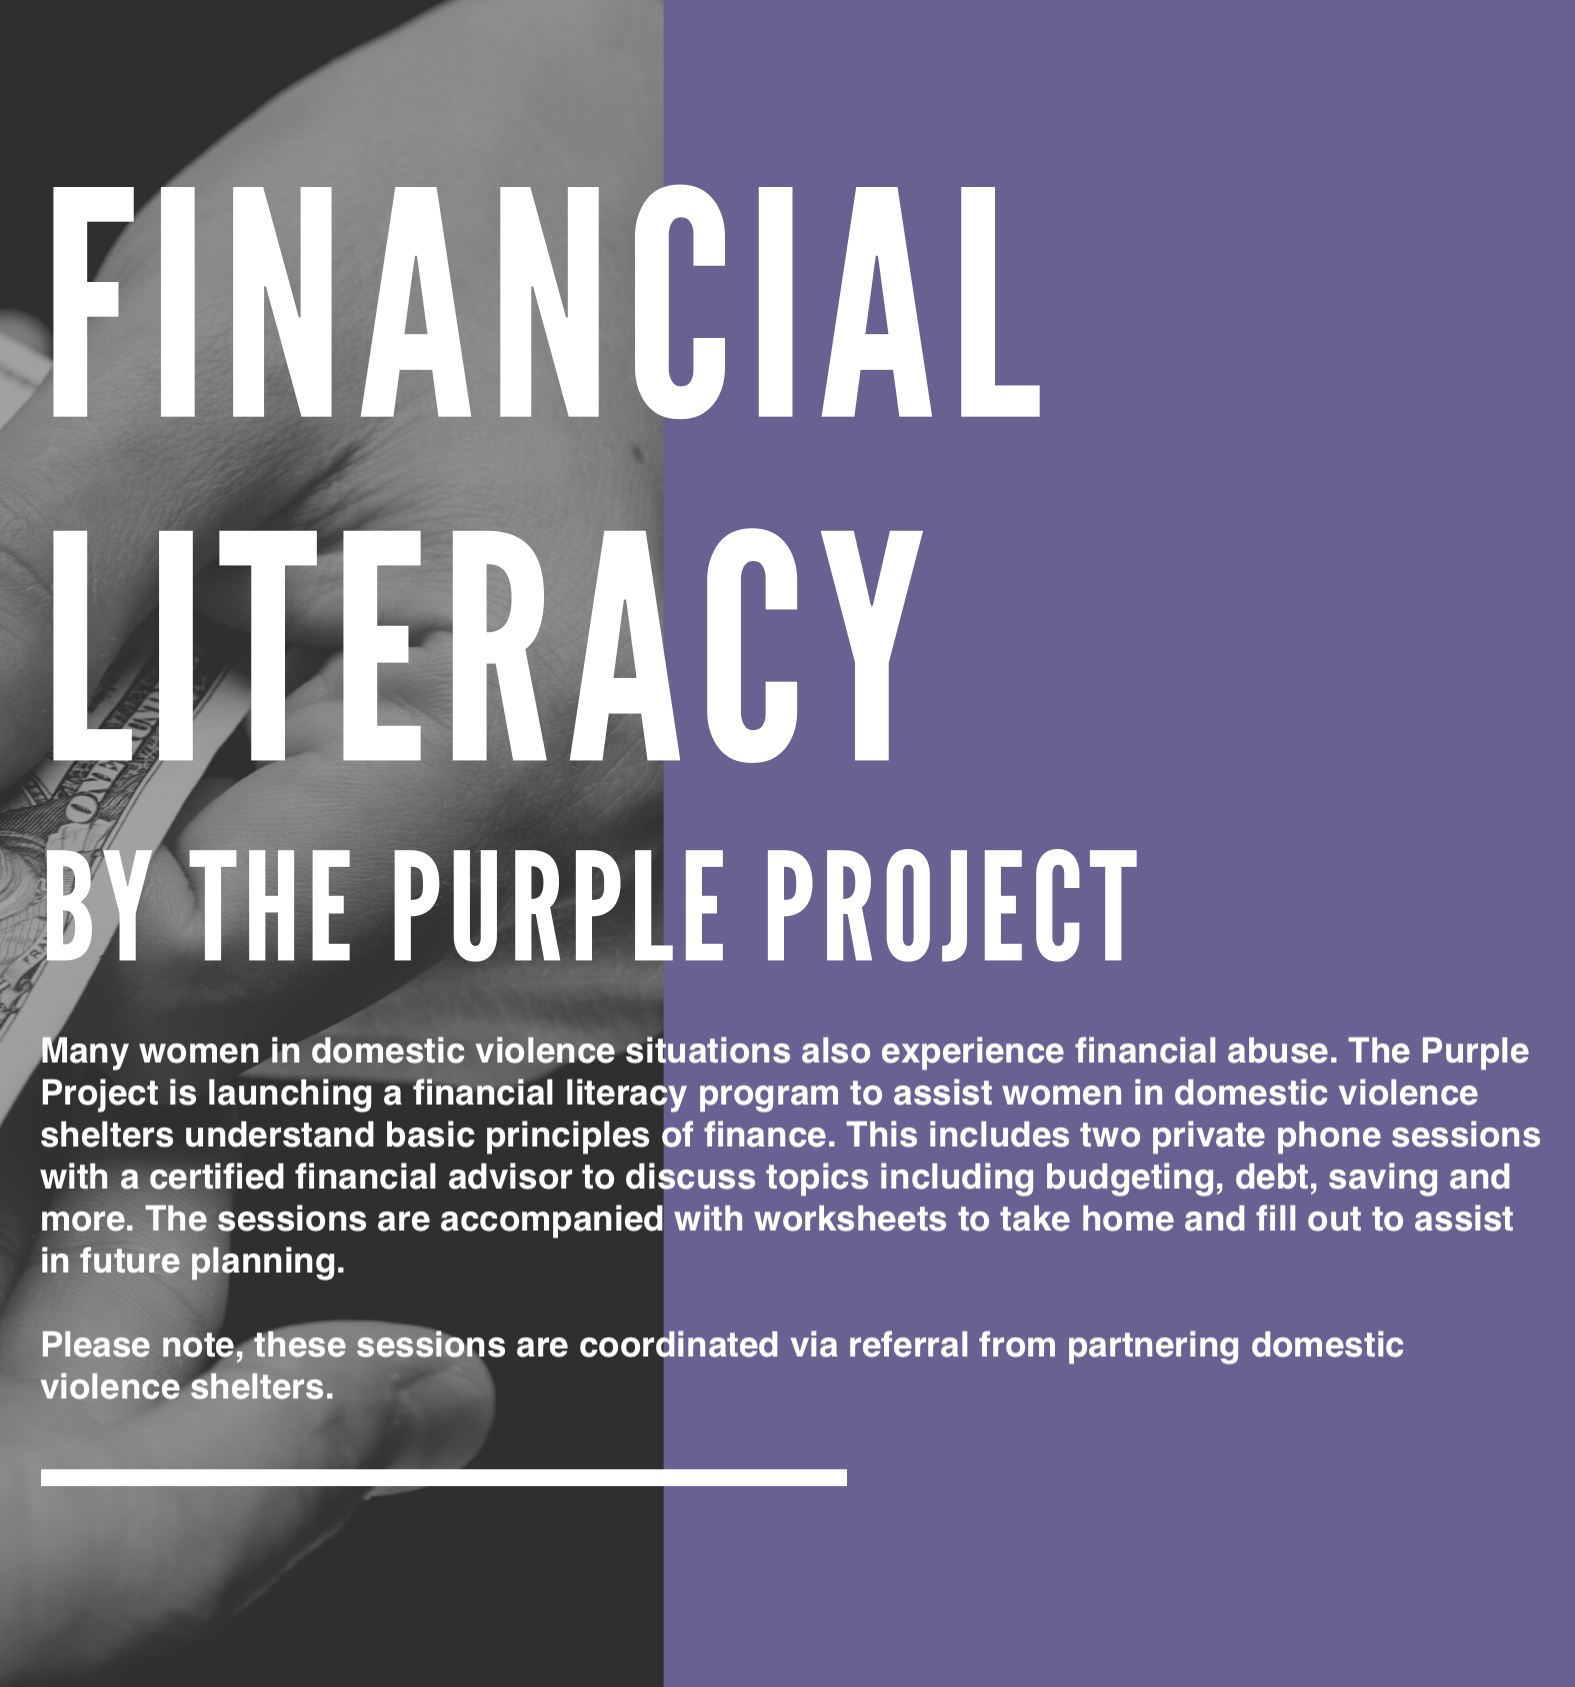 FINANCIAL
LITERACY
BY THE PURPLE PROJECT
Many women in domestic violence situations also experience financial abuse. The Purple
Project is launching a financial literacy program to assist women in domestic violence
shelters understand basic principles of finance. This includes two private phone sessions
with a certified financial advisor to discuss topics including budgeting, debt, saving and
more. The sessions are accompanied with worksheets to take home and fill out to assist
in future planning.
Please note, these sessions are coordinated via referral from partnering domestic
violence shelters.